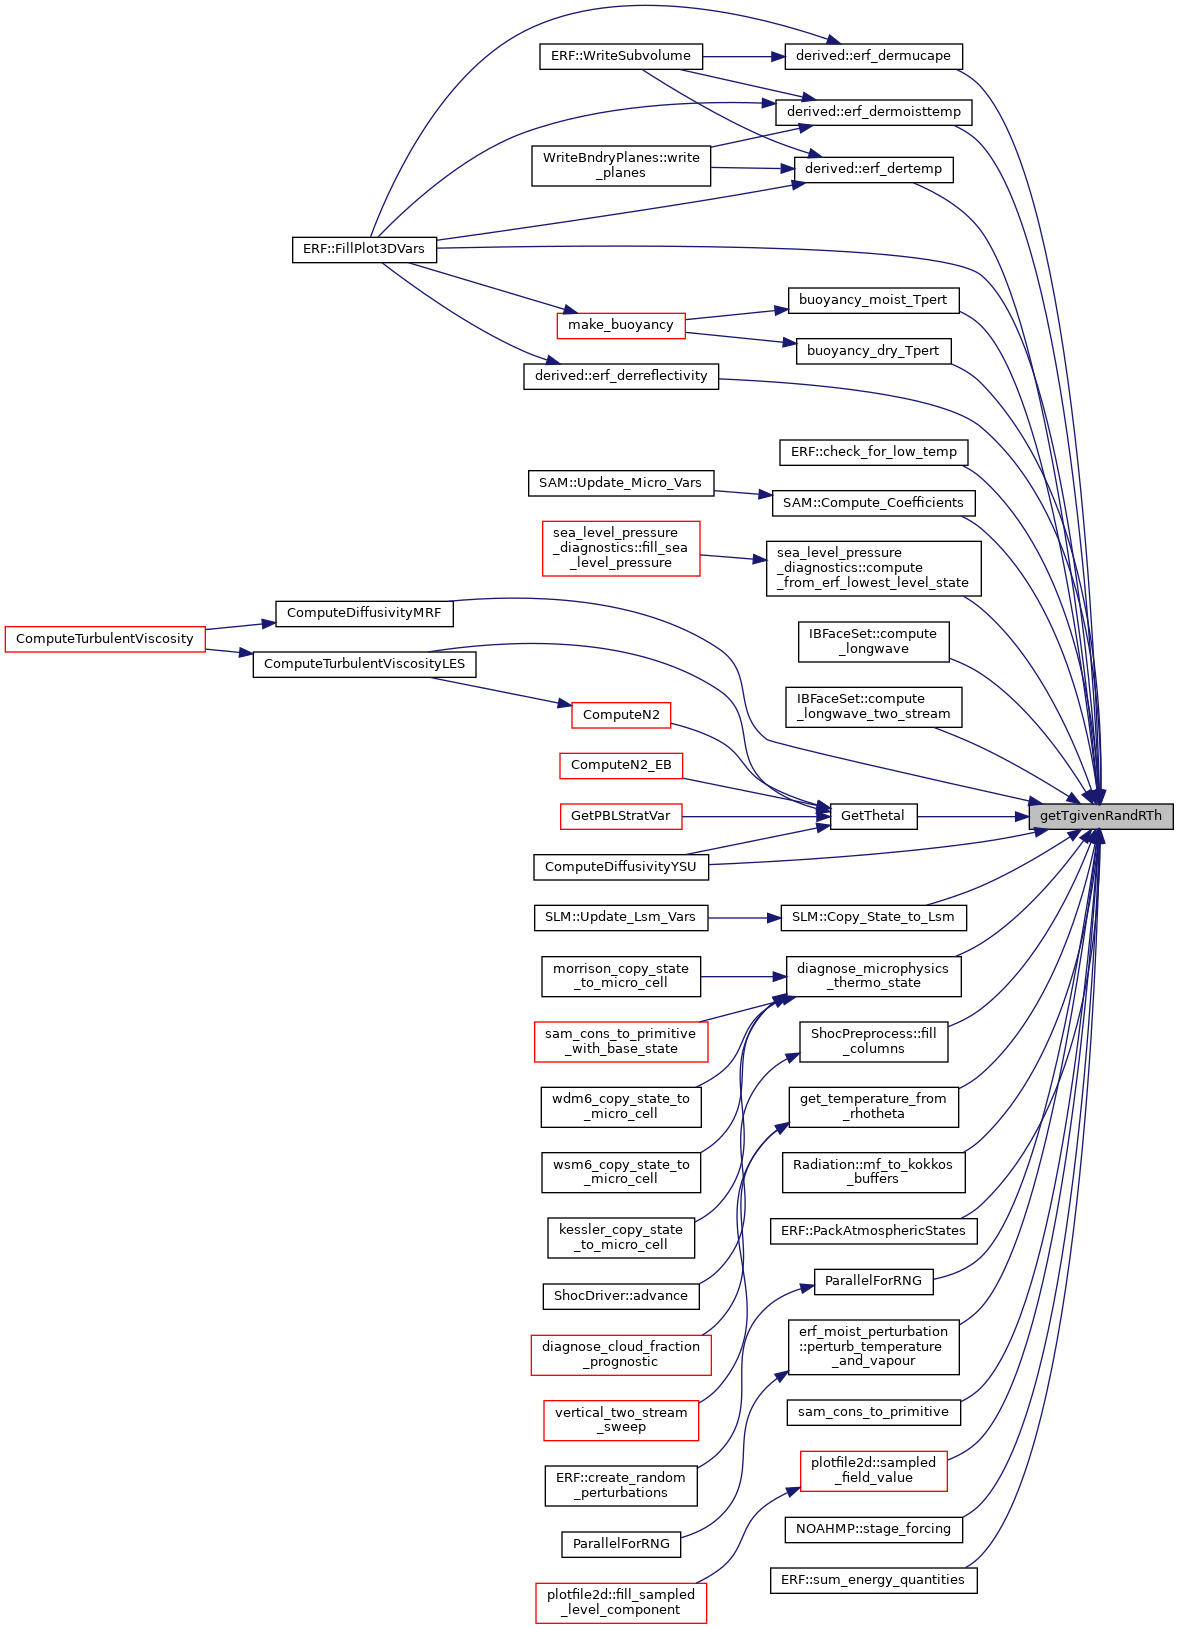 ERF::WriteSubvolume
derived::erf_dermucape
derived::erf_dermoisttemp
WriteBndryPlanes::write
_planes
derived::erf_dertemp
ERF::FillPlot3DVars
buoyancy_moist_Tpert
make_buoyancy
buoyancy_dry_Tpert
derived::erf_derreflectivity
ERF::check_for_low_temp
SAM::Update_Micro_Vars
SAM::Compute_Coefficients
sea_level_pressure
_diagnostics::fill_sea
_level_pressure
sea_level_pressure
_diagnostics::compute
_from_erf_lowest_level_state
ComputeDiffusivityMRF
ComputeTurbulentViscosity
IBFaceSet::compute
_longwave
ComputeTurbulentViscosityLES
IBFaceSet::compute
_longwave_two_stream
ComputeN2
ComputeN2_EB
GetPBLStratVar
GetThetal
getTgivenRandRTh
ComputeDiffusivityYSU
SLM::Update_Lsm_Vars
SLM::Copy_State_to_Lsm
morrison_copy_state
_to_micro_cell
diagnose_microphysics
_thermo_state
sam_cons_to_primitive
_with_base_state
ShocPreprocess::fill
_columns
wdm6_copy_state_to
_micro_cell
get_temperature_from
_rhotheta
wsm6_copy_state_to
_micro_cell
Radiation::mf_to_kokkos
_buffers
kessler_copy_state
_to_micro_cell
ERF::PackAtmosphericStates
ShocDriver::advance
ParallelForRNG
diagnose_cloud_fraction
_prognostic
erf_moist_perturbation
::perturb_temperature
_and_vapour
vertical_two_stream
_sweep
sam_cons_to_primitive
ERF::create_random
_perturbations
plotfile2d::sampled
_field_value
ParallelForRNG
NOAHMP::stage_forcing
plotfile2d::fill_sampled
_level_component
ERF::sum_energy_quantities